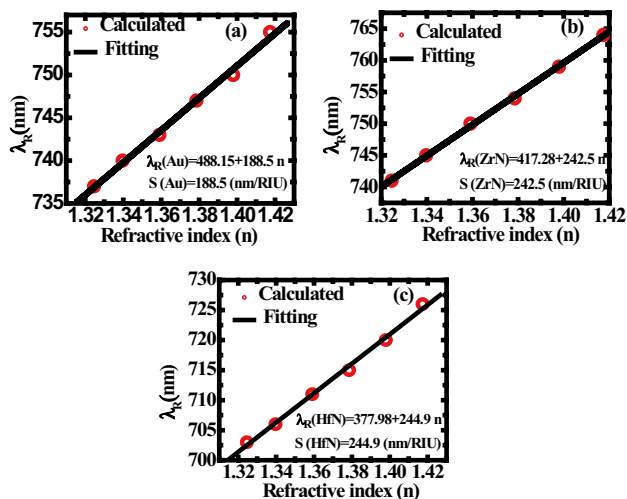 (a)
Calculated
Fitting
755
750
745
740
735
λR(nm)
λR(Au)=488.15+188.5 n
S (Au)=188.5 (nm/RIU)
1.32 1.34 1.36 1.38 1.40 1.42
Refractive index (n)
(b)
Calculated
Fitting
765
760
755
750
745
740
λR(nm)
λR(ZrN)=417.28+242.5 n
S (ZrN)=242.5 (nm/RIU)
1.32 1.34 1.36 1.38 1.40 1.42
Refractive index (n)
(c)
Calculated
Fitting
730
725
720
715
710
705
700
λR(nm)
λR(HfN)=377.98+244.9 n
S (HfN)=244.9 (nm/RIU)
1.32 1.34 1.36 1.38 1.40 1.42
Refractive index (n)